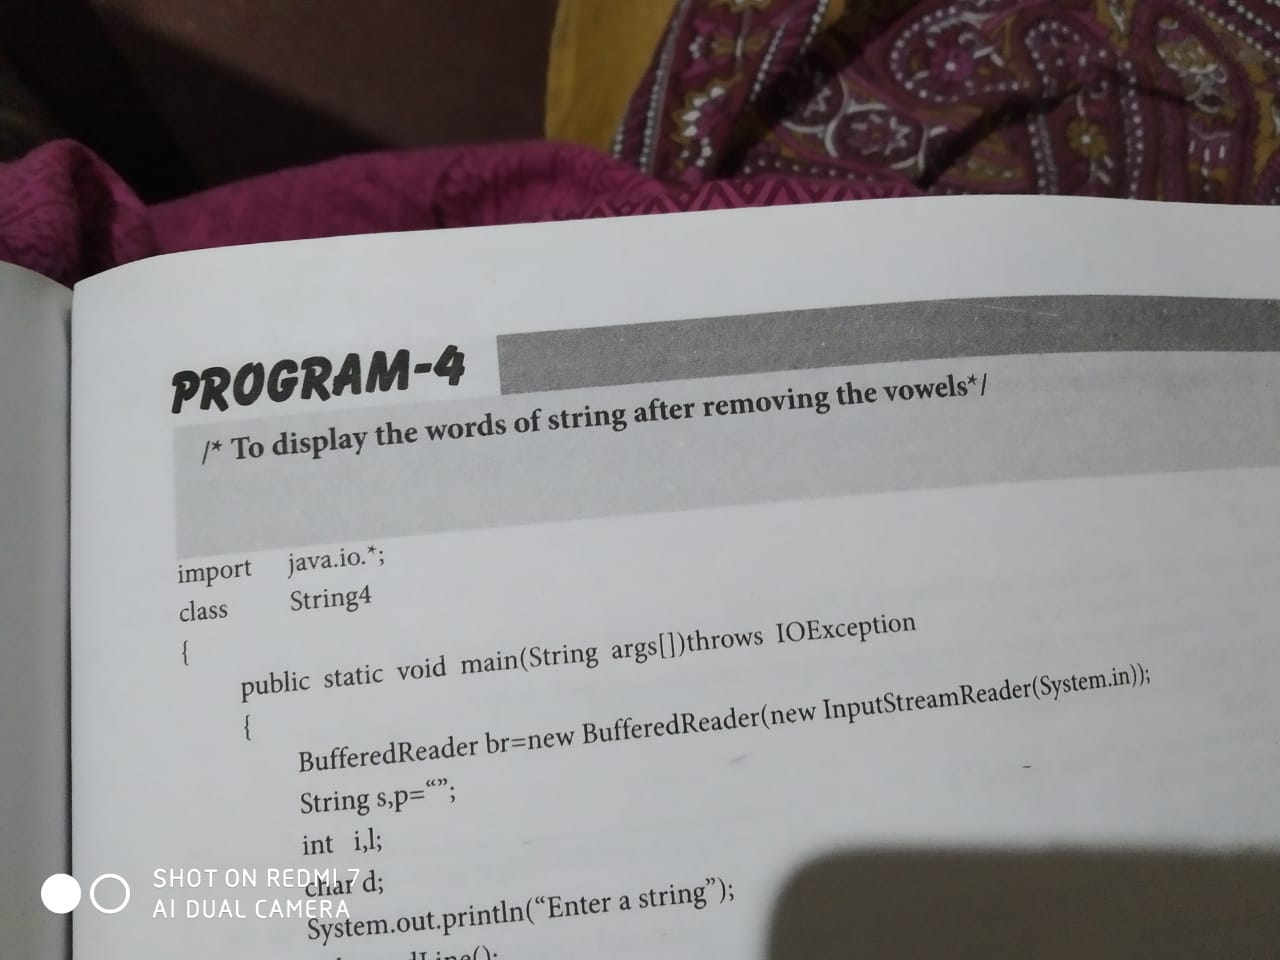 PROGRAM-4
/* To display the words of string after removing the vowels*/
import java.io.*;
class String4
{
public static void main(String args[])throws IOException
{
BufferedReader br=new BufferedReader(new InputStreamReader(System.in));
String s,p=“”;
int i,l;
char d;
System.out.println(“Enter a string”);
SHOT ON REDMI 7
AI DUAL CAMERA